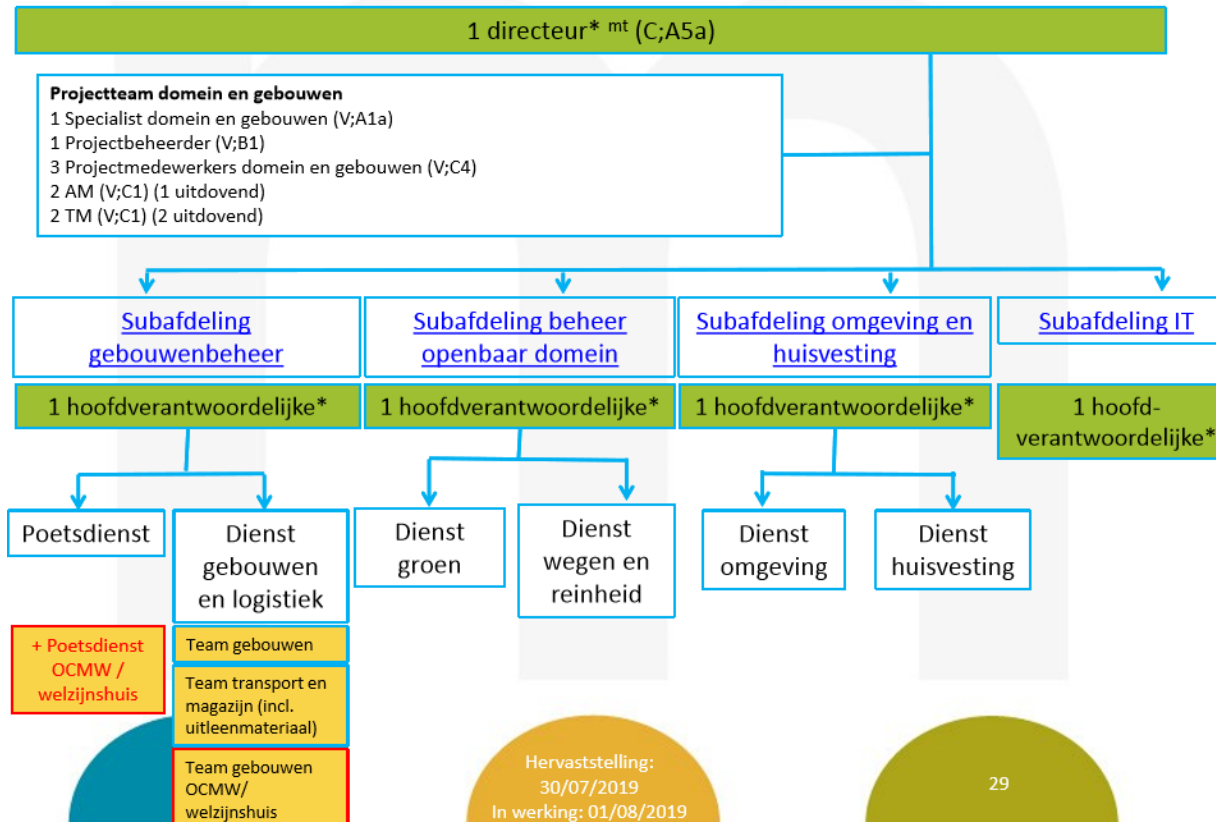 1 directeur* mt (C;A5a)
Projectteam domein en gebouwen
1 Specialist domein en gebouwen (V;A1a)
1 Projectbeheerder (V;B1)
3 Projectmedewerkers domein en gebouwen (V;C4)
2 AM (V;C1) (1 uitdovend)
2 TM (V;C1) (2 uitdovend)
Subafdeling
gebouwenbeheer
Subafdeling beheer
openbaar domein
Subafdeling omgeving en
huisvesting
Subafdeling IT
1 hoofdverantwoordelijke*
1 hoofdverantwoordelijke*
1 hoofdverantwoordelijke*
1 hoofd-
verantwoordelijke*
Poetsdienst
Dienst
gebouwen
en logistiek
Dienst
groen
Dienst
wegen en
reinheid
Dienst
omgeving
Dienst
huisvesting
+ Poetsdienst
OCMW /
welzijnshuis
Team gebouwen
Team transport en
magazijn (incl.
uitleenmateriaal)
Team gebouwen
OCMW/
welzijnshuis
Hervaststelling:
30/07/2019
In werking: 01/08/2019
29